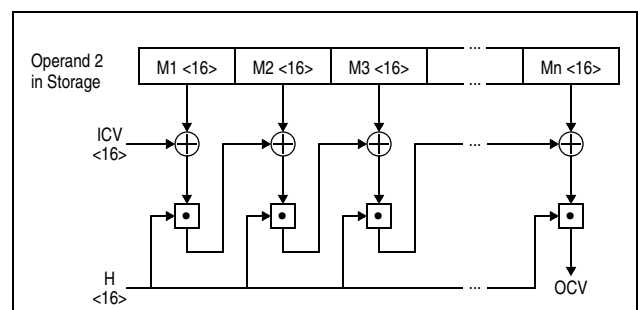 Operand 2
in Storage
M1 <16> M2 <16> M3 <16> ... Mn <16>
...
ICV
<16>
...
H
<16>
...
OCV